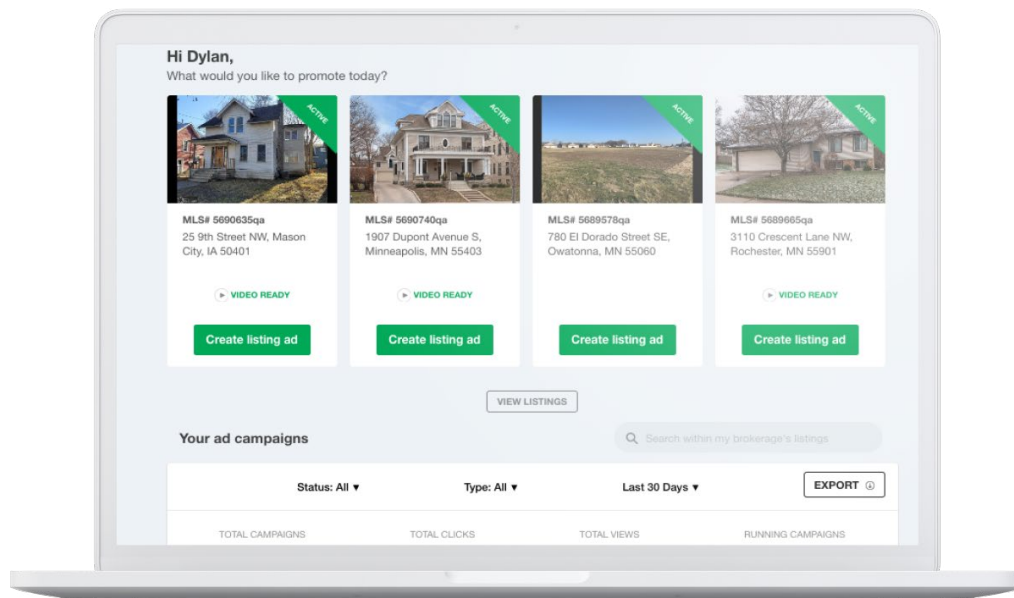 Hi Dylan,
What would you like to promote today?
ACTIVE
ACTIVE
ACTIVE
ACTIVE
MLS# 5690635qa
25 9th Street NW, Mason
City, IA 50401
VIDEO READY
Create listing ad
MLS# 5690740qa
1907 Dupont Avenue S,
Minneapolis, MN 55403
VIDEO READY
Create listing ad
MLS# 5689578qa
780 El Dorado Street SE,
Owatonna, MN 55060
Create listing ad
MLS# 5689665qa
3110 Crescent Lane NW,
Rochester, MN 55901
VIDEO READY
Create listing ad
VIEW LISTINGS
Your ad campaigns
Search within my brokerage's listings
Status: All ▼
Type: All ▼
Last 30 Days ▼
EXPORT
TOTAL CAMPAIGNS
TOTAL CLICKS
TOTAL VIEWS
RUNNING CAMPAIGNS